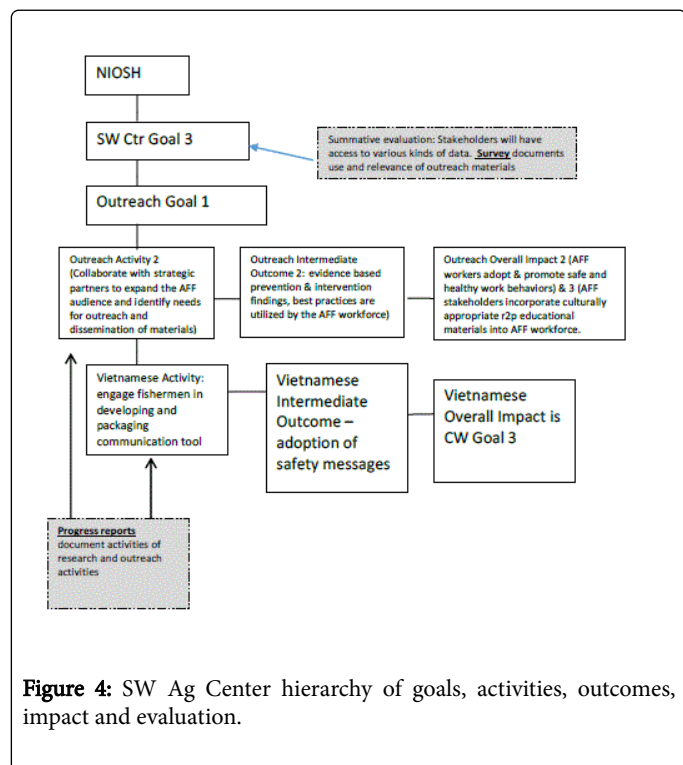 NIOSH
SW Ctr Goal 3
Summative evaluation: Stakeholders will have
access to various kinds of data. Survey documents
use and relevance of outreach materials
Outreach Goal 1
Outreach Activity 2
(Collaborate with strategic
partners to expand the AFF
audience and identify needs
for outreach and
dissemination of materials)
Outreach Intermediate
Outcome 2: evidence based
prevention & intervention
findings, best practices are
utilized by the AFF workforce)
Outreach Overall Impact 2 (AFF
workers adopt & promote safe and
healthy work behaviors) & 3 (AFF
stakeholders incorporate culturally
appropriate r2p educational
materials into AFF workforce.
Vietnamese Activity:
engage fishermen in
developing and
packaging
communication tool
Vietnamese
Intermediate
Outcome –
adoption of
safety messages
Vietnamese
Overall Impact is
CW Goal 3
Progress reports
document activities of
research and outreach
activities
Figure 4: SW Ag Center hierarchy of goals, activities, outcomes,
impact and evaluation.